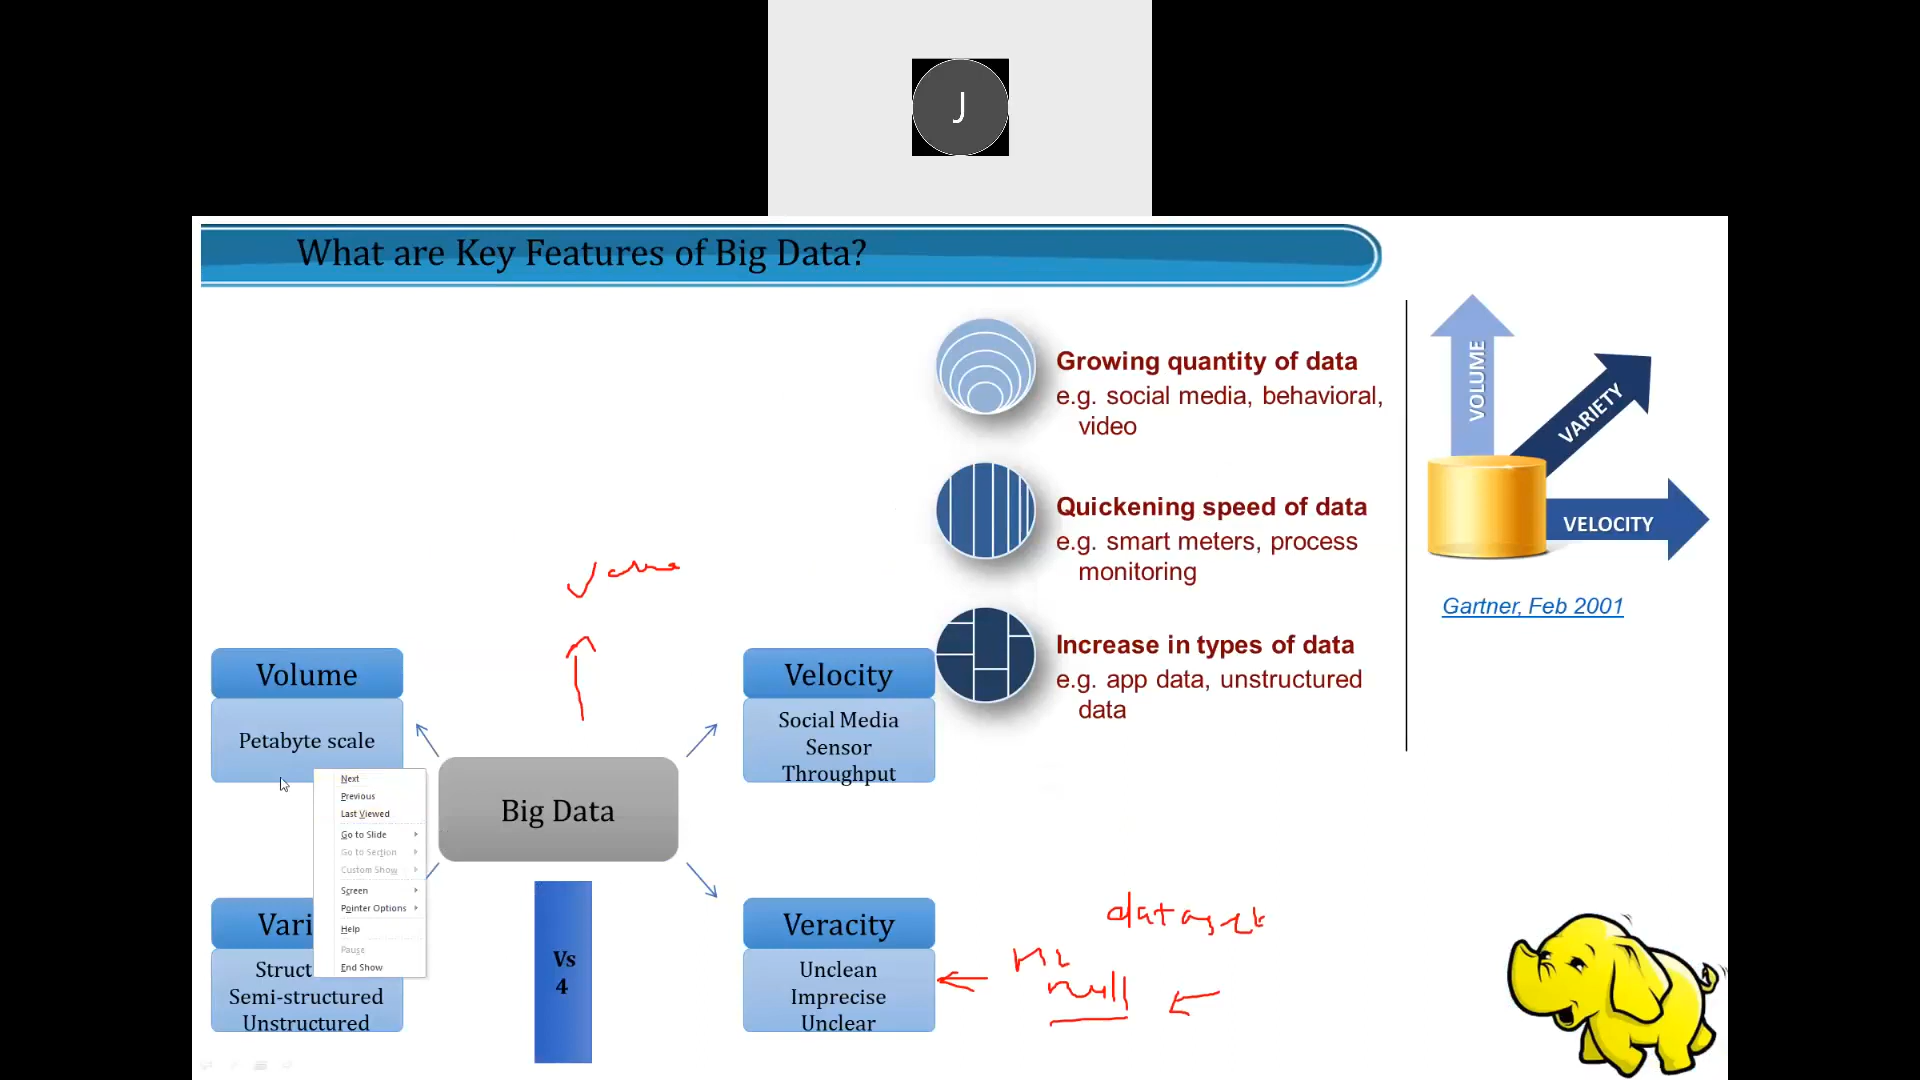 J
What are Key Features of Big Data?
Growing quantity of data
e.g. social media, behavioral,
video
Quickening speed of data
e.g. smart meters, process
monitoring
Increase in types of data
e.g. app data, unstructured
data
VOLUME
VARIETY
VELOCITY
Gartner, Feb 2001
Volume
Petabyte scale
Velocity
Social Media
Sensor
Throughput
Big Data
Next
Previous
Last Viewed
Go to Slide
Go to Section
Custom Show
Screen
Pointer Options
Help
Pause
End Show
Vari
Struct
Semi-structured
Unstructured
Vs
4
Veracity
Unclean
Imprecise
Unclear
dataset
ML
null